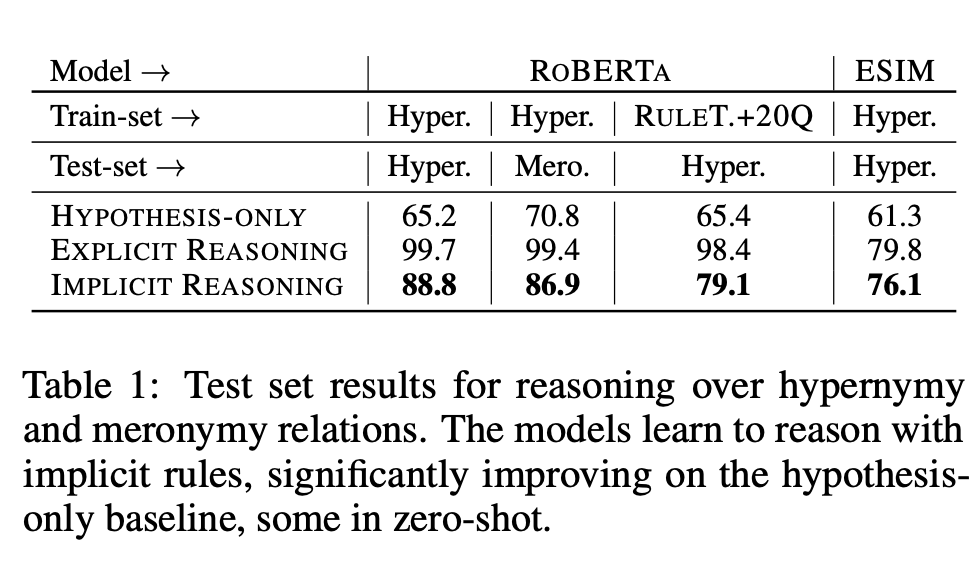 Model → ROBERTA ESIM
Train-set → Hyper. Hyper. RULET.+20Q Hyper.
Test-set → Hyper. Mero. Hyper. Hyper.
HYPOTHESIS-ONLY 65.2 70.8 65.4 61.3
EXPLICIT REASONING 99.7 99.4 98.4 79.8
IMPLICIT REASONING 88.8 86.9 79.1 76.1
Table 1: Test set results for reasoning over hypernymy
and meronymy relations. The models learn to reason with
implicit rules, significantly improving on the hypothesis-
only baseline, some in zero-shot.